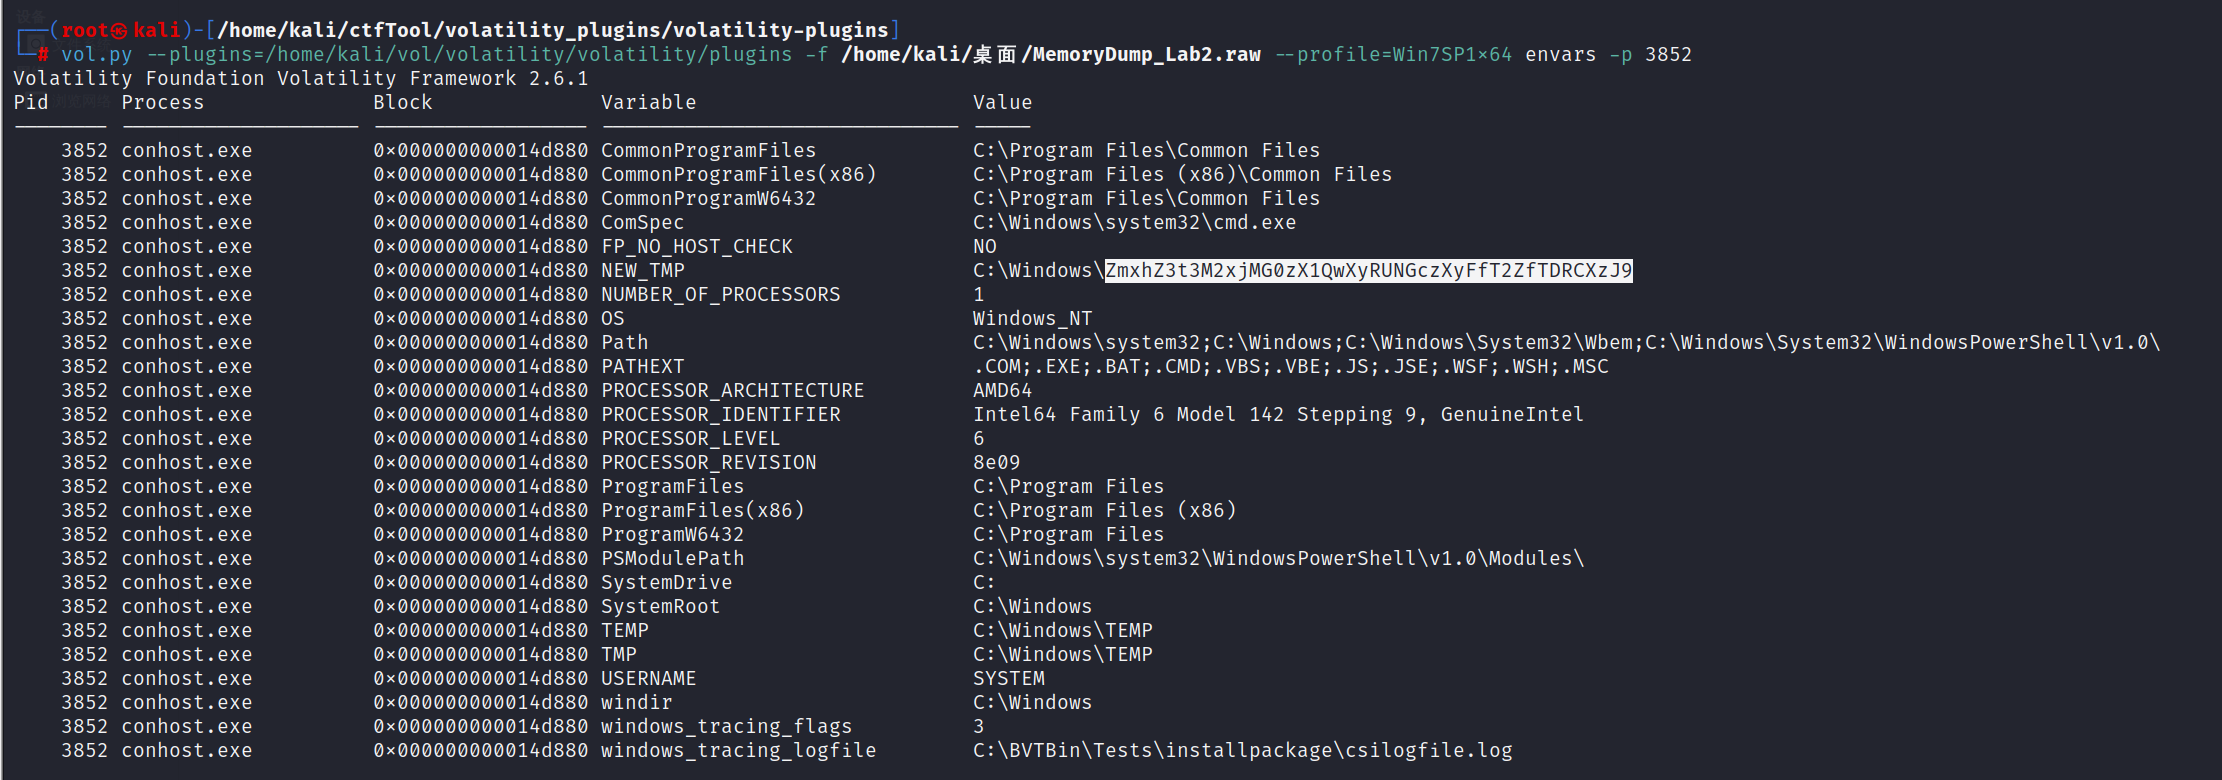 ┌──(root㉿kali)-[/home/kali/ctfTool/volatility_plugins/volatility-plugins]
└─# vol.py --plugins=/home/kali/vol/volatility/volatility/plugins -f /home/kali/桌面/MemoryDump_Lab2.raw --profile=Win7SP1x64 envars -p 3852
Volatility Foundation Volatility Framework 2.6.1
Pid Process Block Variable Value
3852 conhost.exe 0x000000000014d880 CommonProgramFiles C:\Program Files\Common Files
3852 conhost.exe 0x000000000014d880 CommonProgramFiles(x86) C:\Program Files (x86)\Common Files
3852 conhost.exe 0x000000000014d880 CommonProgramW6432 C:\Program Files\Common Files
3852 conhost.exe 0x000000000014d880 ComSpec C:\Windows\system32\cmd.exe
3852 conhost.exe 0x000000000014d880 FP_NO_HOST_CHECK NO
3852 conhost.exe 0x000000000014d880 NEW_TMP C:\Windows\ZmxhZ3t3M2xjMG0zX1QwXyRUNGczXyFfT2ZfTDRCXzJ9
3852 conhost.exe 0x000000000014d880 NUMBER_OF_PROCESSORS 1
3852 conhost.exe 0x000000000014d880 OS Windows_NT
3852 conhost.exe 0x000000000014d880 Path C:\Windows\system32;C:\Windows;C:\Windows\System32\Wbem;C:\Windows\System32\WindowsPowerShell\v1.0\
3852 conhost.exe 0x000000000014d880 PATHEXT .COM;.EXE;.BAT;.CMD;.VBS;.VBE;.JS;.JSE;.WSF;.WSH;.MSC
3852 conhost.exe 0x000000000014d880 PROCESSOR_ARCHITECTURE AMD64
3852 conhost.exe 0x000000000014d880 PROCESSOR_IDENTIFIER Intel64 Family 6 Model 142 Stepping 9, GenuineIntel
3852 conhost.exe 0x000000000014d880 PROCESSOR_LEVEL 6
3852 conhost.exe 0x000000000014d880 PROCESSOR_REVISION 8e09
3852 conhost.exe 0x000000000014d880 ProgramFiles C:\Program Files
3852 conhost.exe 0x000000000014d880 ProgramFiles(x86) C:\Program Files (x86)
3852 conhost.exe 0x000000000014d880 ProgramW6432 C:\Program Files
3852 conhost.exe 0x000000000014d880 PSModulePath C:\Windows\system32\WindowsPowerShell\v1.0\Modules\
3852 conhost.exe 0x000000000014d880 SystemDrive C:
3852 conhost.exe 0x000000000014d880 SystemRoot C:\Windows
3852 conhost.exe 0x000000000014d880 TEMP C:\Windows\TEMP
3852 conhost.exe 0x000000000014d880 TMP C:\Windows\TEMP
3852 conhost.exe 0x000000000014d880 USERNAME SYSTEM
3852 conhost.exe 0x000000000014d880 windir C:\Windows
3852 conhost.exe 0x000000000014d880 windows_tracing_flags 3
3852 conhost.exe 0x000000000014d880 windows_tracing_logfile C:\BVTBin\Tests\installpackage\csilogfile.log